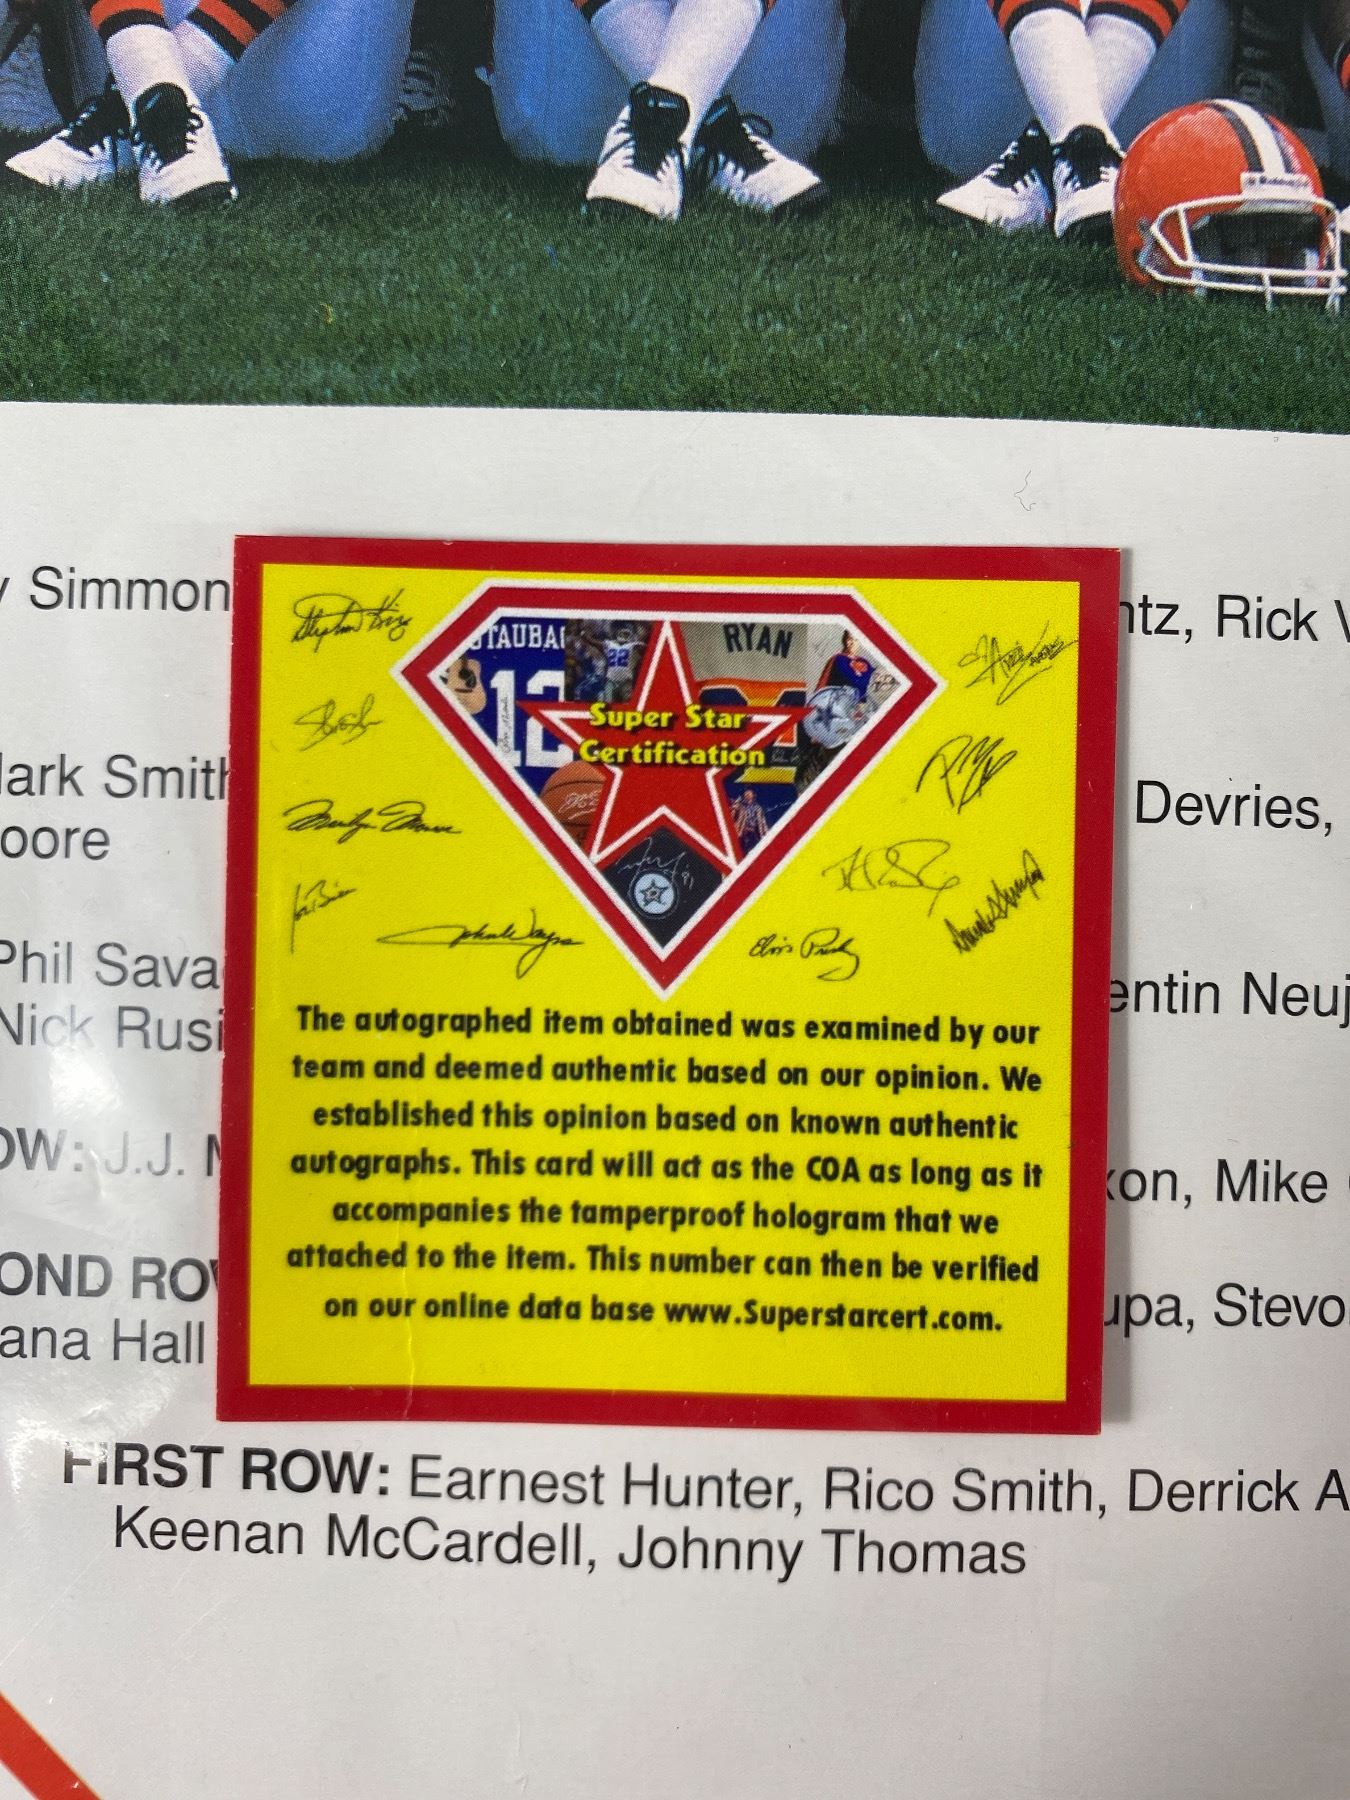 Riddell
y Simmon
ntz, Rick V
STAUBA
12
22
RYAN
Super Star
Certification
lark Smith
oore
Devries,
Phil Sava
Nick Rusi
entin Neuj
The autographed item obtained was examined by our
team and deemed authentic based on our opinion. We
established this opinion based on known authentic
autographs. This card will act as the COA as long as it
accompanies the tamperproof hologram that we
attached to the item. This number can then be verified
on our online data base www.Superstarcert.com.
OW: J.J. M
xon, Mike
OND ROW
upa, Stevo
ana Hall
FIRST ROW: Earnest Hunter, Rico Smith, Derrick A
Keenan McCardell, Johnny Thomas